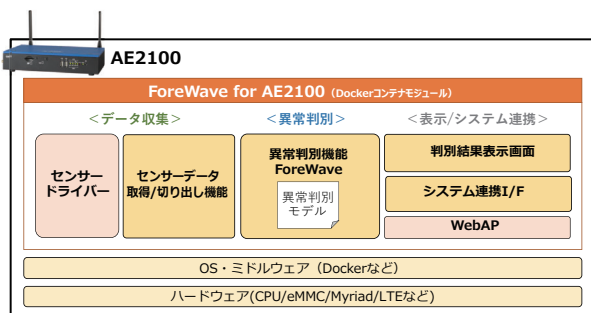 AE2100
ForeWave for AE2100 (Dockerコンテナモジュール)
＜データ収集＞
＜異常判別＞
＜表示/システム連携＞
センサー
ドライバー
センサーデータ
取得/切り出し機能
異常判別機能
ForeWave
異常判別
モデル
判別結果表示画面
システム連携I/F
WebAP
OS・ミドルウェア（Dockerなど）
ハードウェア(CPU/eMMC/Myriad/LTEなど)